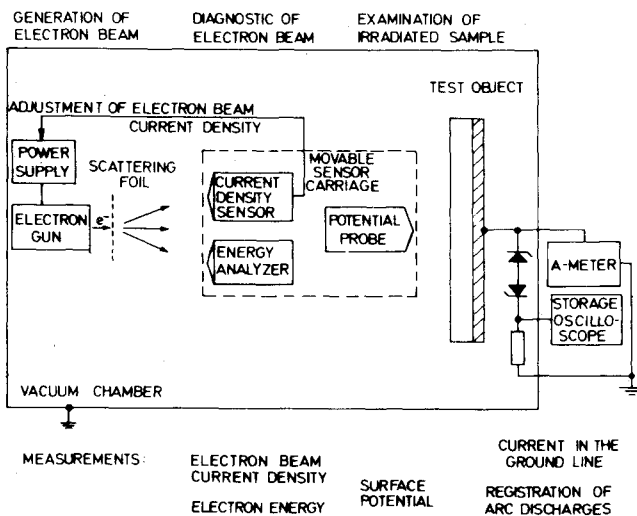 GENERATION OF
ELECTRON BEAM
DIAGNOSTIC OF
ELECTRON BEAM
EXAMINATION OF
IRRADIATED SAMPLE
TEST OBJECT
ADJUSTMENT OF ELECTRON BEAM
CURRENT DENSITY
POWER
SUPPLY
SCATTERING
FOIL
ELECTRON
GUN
e-
MOVABLE
SENSOR
CARRIAGE
CURRENT
DENSITY
SENSOR
POTENTIAL
PROBE
ENERGY
ANALYZER
A-METER
STORAGE
OSCILLO-
SCOPE
VACUUM CHAMBER
MEASUREMENTS:
ELECTRON BEAM
CURRENT DENSITY
ELECTRON ENERGY
SURFACE
POTENTIAL
CURRENT IN THE
GROUND LINE
REGISTRATION OF
ARC DISCHARGES